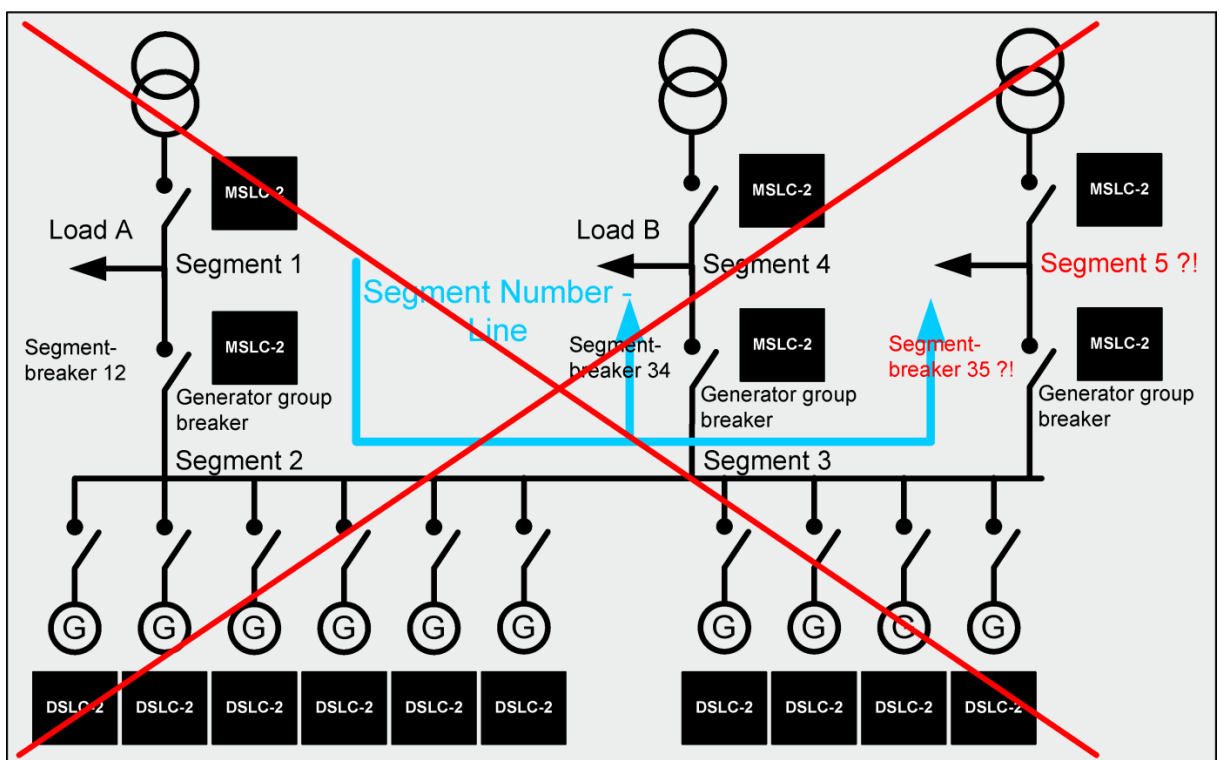 MSLC-2
MSLC-2
MSLC-2
Load A
Load B
Segment 1
Segment 4
Segment 5 ?!
Segment Number -
Line
Segment-
breaker 12
MSLC-2
Segment-
breaker 34
MSLC-2
Segment-
breaker 35 ?!
MSLC-2
Generator group
breaker
Generator group
breaker
Generator group
breaker
Segment 2
Segment 3
G
G
G
G
G
G
G
G
G
G
DSLC-2
DSLC-2
DSLC-2
DSLC-2
DSLC-2
DSLC-2
DSLC-2
DSLC-2
DSLC-2
DSLC-2